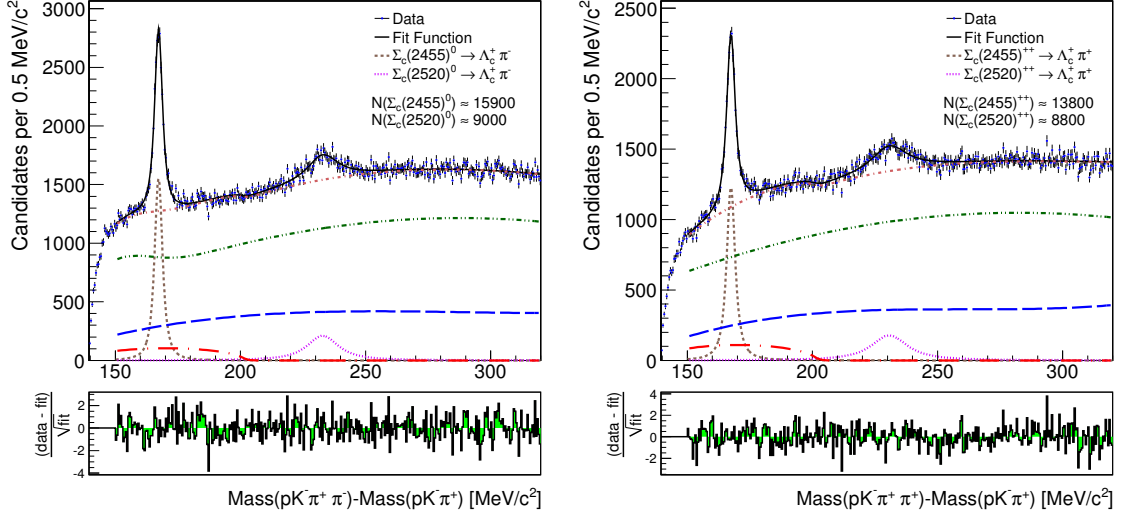 Candidates per 0.5 MeV/c²
3000
2500
2000
1500
1000
500
0
Data
Fit Function
Σc(2455)⁰ → Λc⁺ π⁻
Σc(2520)⁰ → Λc⁺ π⁻
N(Σc(2455)⁰) ≈ 15900
N(Σc(2520)⁰) ≈ 9000
150 200 250 300
(data - fit)
√fit
2
0
-2
-4
Mass(pK⁻π⁺ π⁻)-Mass(pK⁻π⁺) [MeV/c²]
Candidates per 0.5 MeV/c²
2500
2000
1500
1000
500
0
Data
Fit Function
Σc(2455)⁺⁺ → Λc⁺ π⁺
Σc(2520)⁺⁺ → Λc⁺ π⁺
N(Σc(2455)⁺⁺) ≈ 13800
N(Σc(2520)⁺⁺) ≈ 8800
150 200 250 300
(data - fit)
√fit
4
2
0
-2
Mass(pK⁻π⁺ π⁺)-Mass(pK⁻π⁺) [MeV/c²]